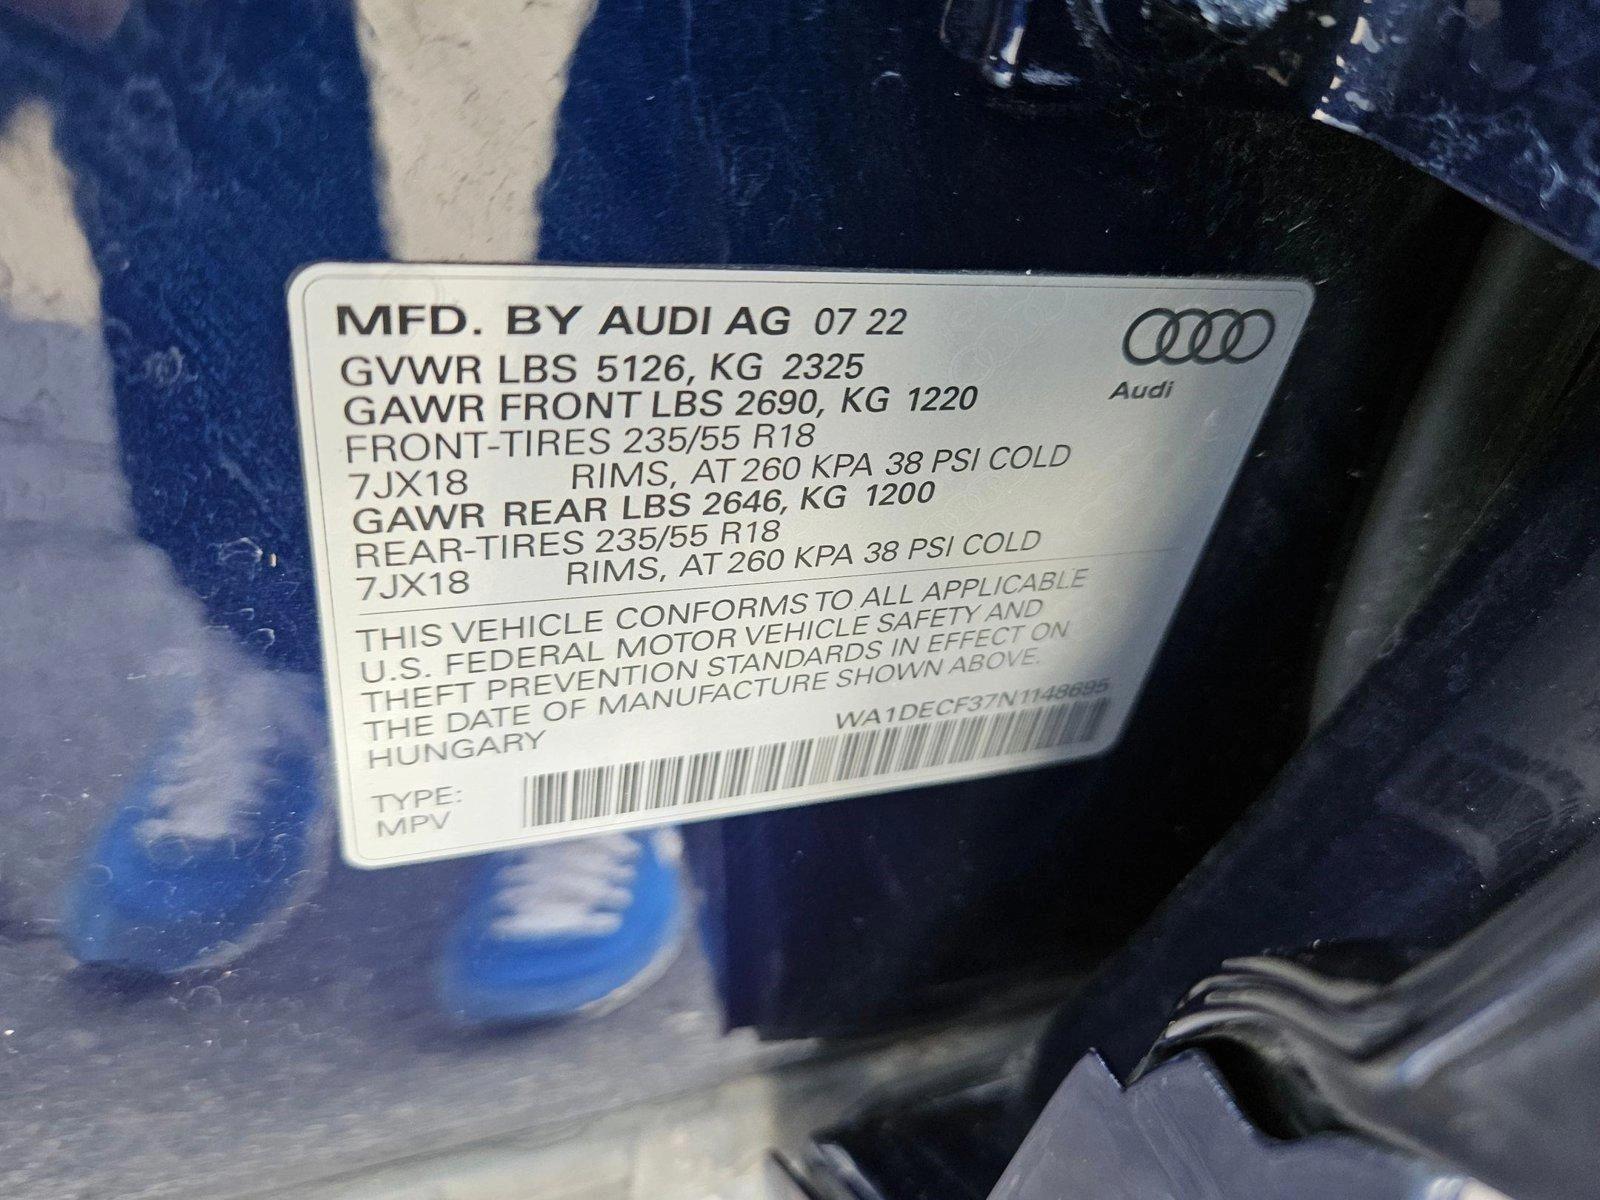 MFD. BY AUDI AG 07 22
GVWR LBS 5126, KG 2325
GAWR FRONT LBS 2690, KG 1220
FRONT-TIRES 235/55 R18
7JX18 RIMS, AT 260 KPA 38 PSI COLD
GAWR REAR LBS 2646, KG 1200
REAR-TIRES 235/55 R18
7JX18 RIMS, AT 260 KPA 38 PSI COLD
THIS VEHICLE CONFORMS TO ALL APPLICABLE
U.S. FEDERAL MOTOR VEHICLE SAFETY AND
THEFT PREVENTION STANDARDS IN EFFECT ON
THE DATE OF MANUFACTURE SHOWN ABOVE.
HUNGARY
WA1DECF37N1148695
TYPE:
MPV
Audi